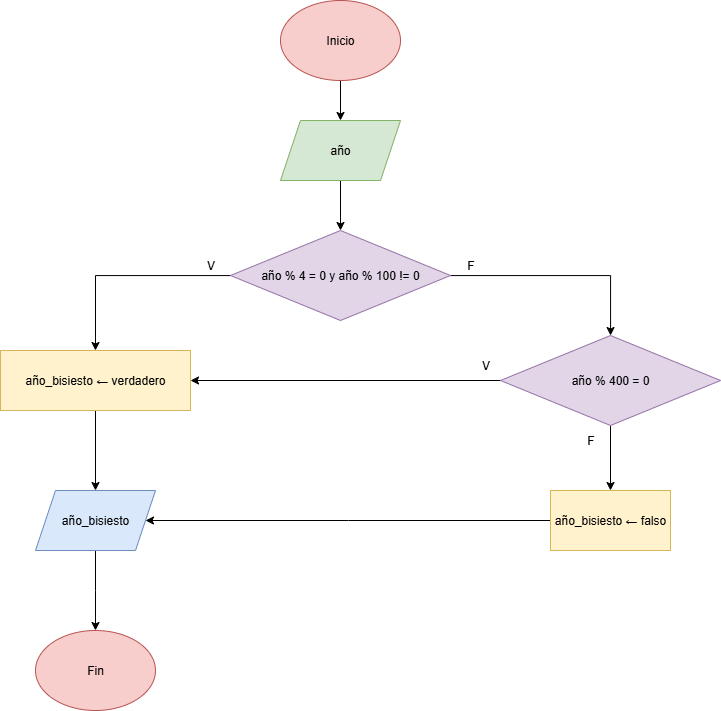 Inicio
año
año % 4 = 0 y año % 100 != 0
V
F
año_bisiesto ← verdadero
V
año % 400 = 0
F
año_bisiesto
año_bisiesto ← falso
Fin